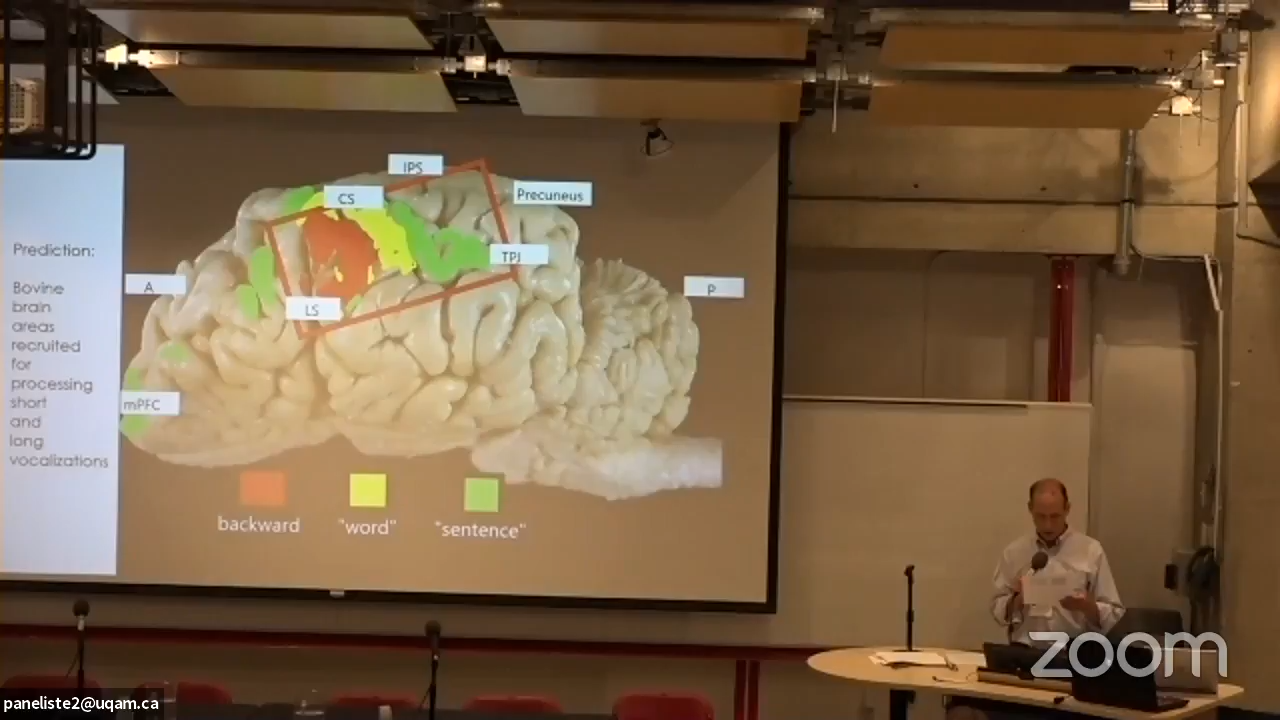 IPS
Precuneus
CS
Prediction:
TPJ
Bovine
brain
areas
recruited
for
processing
short
and
long
vocalizations
A
P
LS
mPFC
backward
"word"
"sentence"
zoom
paneliste2@uqam.ca